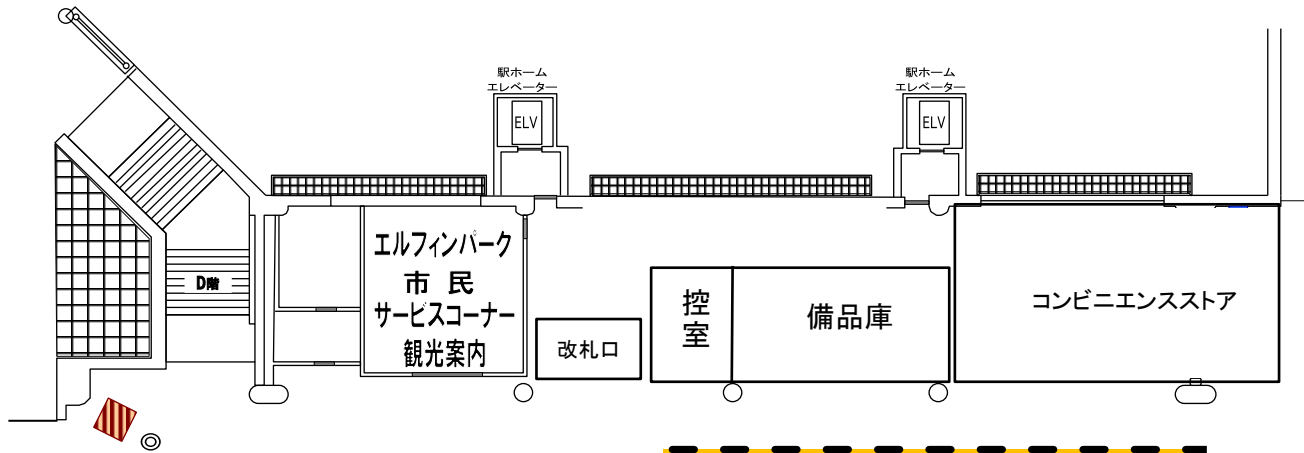 駅ホーム
エレベーター
ELV
駅ホーム
エレベーター
ELV
エルフィンパーク
市民
サービスコーナー
観光案内
D階
改札口
控室
備品庫
コンビニエンスストア